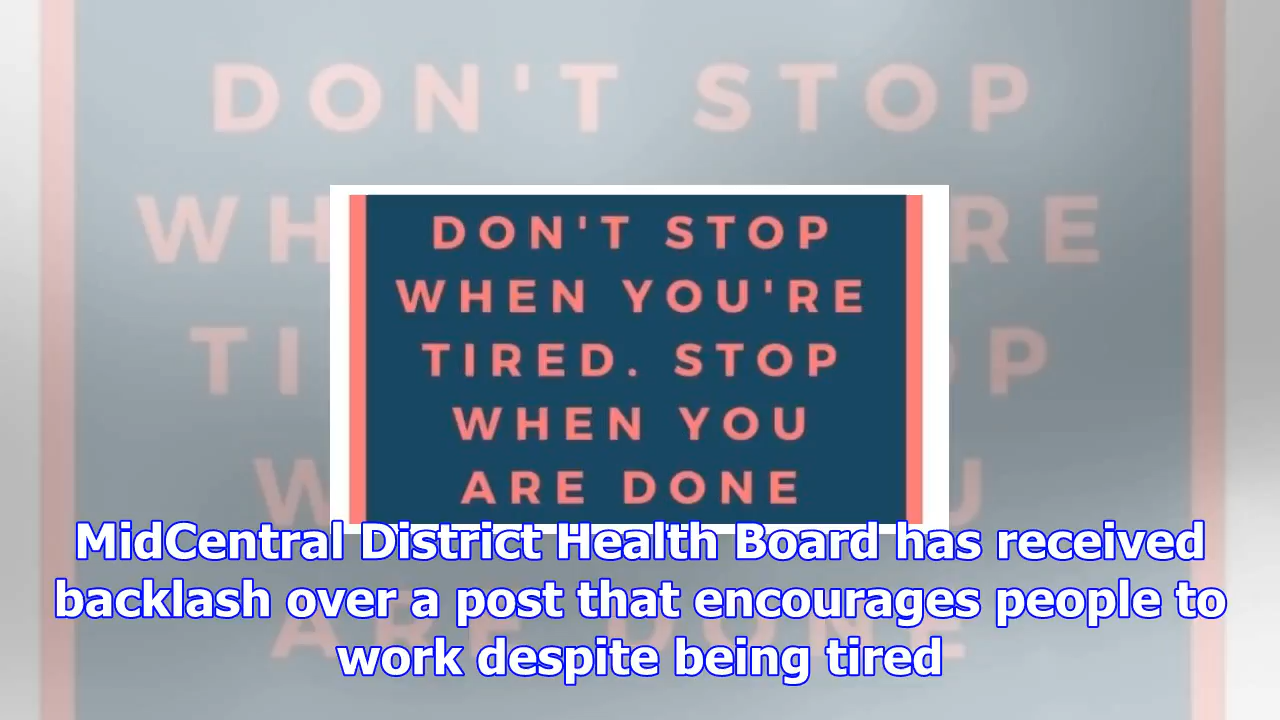 DON'T STOP
WHEN YOU'RE
TIRED. STOP
WHEN YOU
ARE DONE
MidCentral District Health Board has received
backlash over a post that encourages people to
work despite being tired